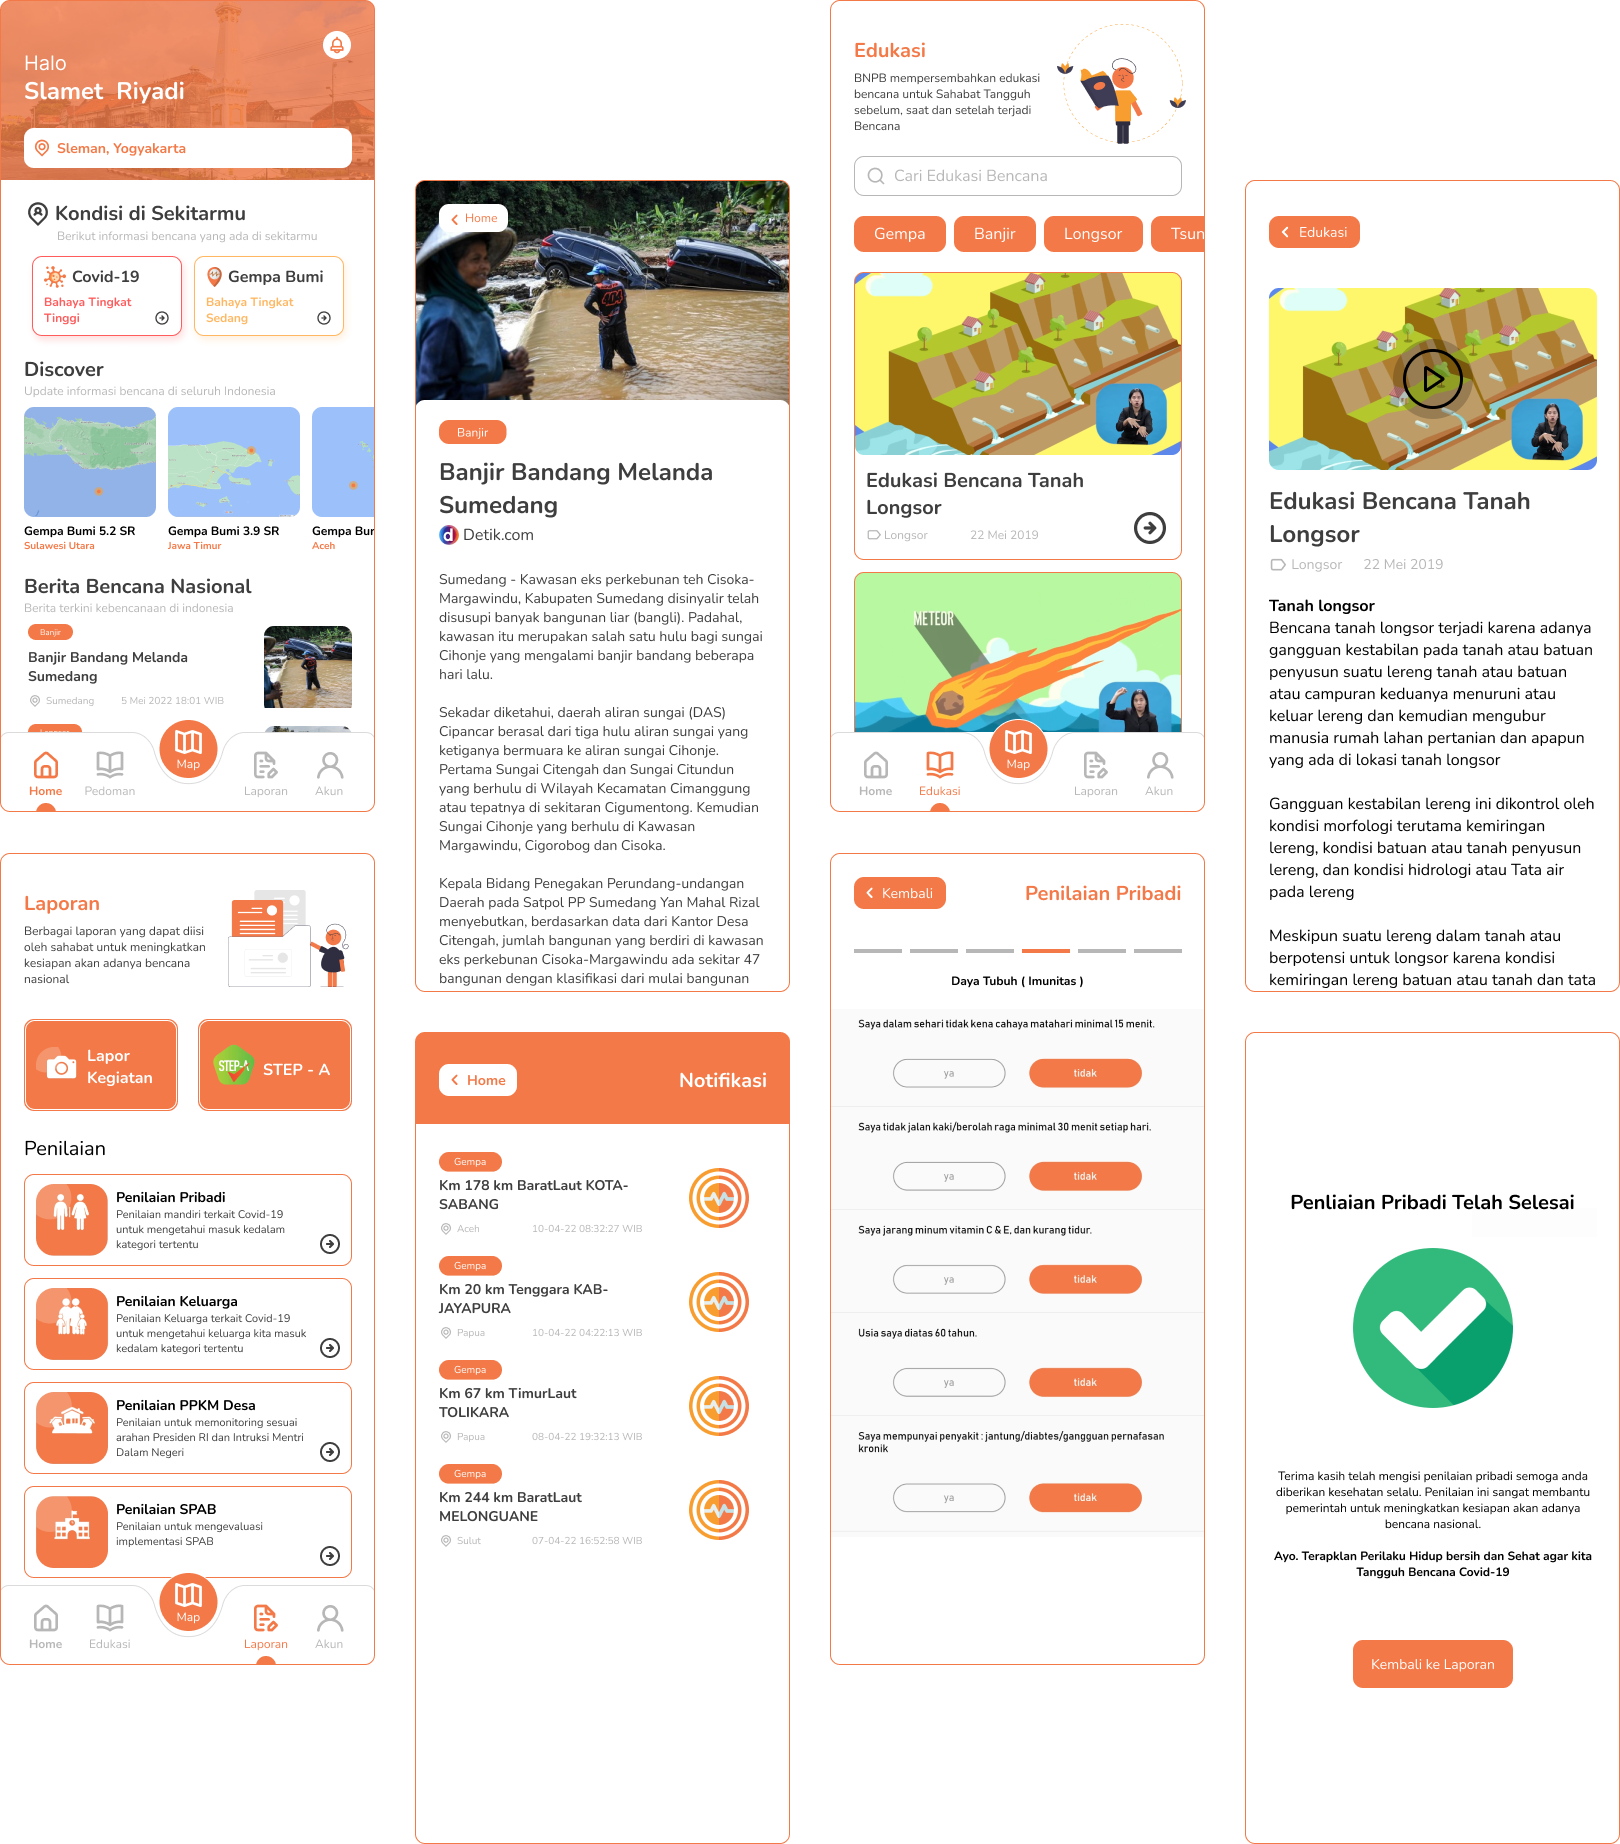 Halo
Slamet Riyadi
Sleman, Yogyakarta
Kondisi di Sekitarmu
Berikut informasi bencana yang ada di sekitarmu
Covid-19
Bahaya Tingkat
Tinggi
Gempa Bumi
Bahaya Tingkat
Sedang
Discover
Update informasi bencana di seluruh Indonesia
Gempa Bumi 5.2 SR
Sulawesi Utara
Gempa Bumi 3.9 SR
Jawa Timur
Gempa Bur
Aceh
Berita Bencana Nasional
Berita terkini kebencanaan di indonesia
Banjir
Banjir Bandang Melanda
Sumedang
Sumedang 5 Mei 2022 18:01 WIB
Home
Pedoman
Map
Laporan
Akun
Home
Banjir
Banjir Bandang Melanda
Sumedang
d Detik.com
Sumedang - Kawasan eks perkebunan teh Cisoka-
Margawindu, Kabupaten Sumedang disinyalir telah
disusupi banyak bangunan liar (bangli). Padahal,
kawasan itu merupakan salah satu hulu bagi sungai
Cihonje yang mengalami banjir bandang beberapa
hari lalu.
Sekadar diketahui, daerah aliran sungai (DAS)
Cipancar berasal dari tiga hulu aliran sungai yang
ketiganya bermuara ke aliran sungai Cihonje.
Pertama Sungai Citengah dan Sungai Citundun
yang berhulu di Wilayah Kecamatan Cimanggung
atau tepatnya di sekitaran Cigumentong. Kemudian
Sungai Cihonje yang berhulu di Kawasan
Margawindu, Cigorobog dan Cisoka.
Kepala Bidang Penegakan Perundang-undangan
Daerah pada Satpol PP Sumedang Yan Mahal Rizal
menyebutkan, berdasarkan data dari Kantor Desa
Citengah, jumlah bangunan yang berdiri di kawasan
eks perkebunan Cisoka-Margawindu ada sekitar 47
bangunan dengan klasifikasi dari mulai bangunan
Edukasi
BNPB mempersembahkan edukasi
bencana untuk Sahabat Tangguh
sebelum, saat dan setelah terjadi
Bencana
Cari Edukasi Bencana
Gempa
Banjir
Longsor
Tsun
Edukasi Bencana Tanah
Longsor
Longsor 22 Mei 2019
METEOR
Home
Edukasi
Map
Laporan
Akun
Edukasi
Edukasi Bencana Tanah
Longsor
Longsor 22 Mei 2019
Tanah longsor
Bencana tanah longsor terjadi karena adanya
gangguan kestabilan pada tanah atau batuan
penyusun suatu lereng tanah atau batuan
atau campuran keduanya menuruni atau
keluar lereng dan kemudian mengubur
manusia rumah lahan pertanian dan apapun
yang ada di lokasi tanah longsor
Gangguan kestabilan lereng ini dikontrol oleh
kondisi morfologi terutama kemiringan
lereng, kondisi batuan atau tanah penyusun
lereng, dan kondisi hidrologi atau Tata air
pada lereng
Meskipun suatu lereng dalam tanah atau
berpotensi untuk longsor karena kondisi
kemiringan lereng batuan atau tanah dan tata
Laporan
Berbagai laporan yang dapat diisi
oleh sahabat untuk meningkatkan
kesiapan akan adanya bencana
nasional
Lapor
Kegiatan
STEP-A
STEP - A
Penilaian
Penilaian Pribadi
Penilaian mandiri terkait Covid-19
untuk mengetahui masuk kedalam
kategori tertentu
Penilaian Keluarga
Penilaian Keluarga terkait Covid-19
untuk mengetahui keluarga kita masuk
kedalam kategori tertentu
Penilaian PPKM Desa
Penilaian untuk memonitoring sesuai
arahan Presiden RI dan Intruksi Mentri
Dalam Negeri
Penilaian SPAB
Penilaian untuk mengevaluasi
implementasi SPAB
Home
Edukasi
Map
Laporan
Akun
Home
Notifikasi
Gempa
Km 178 km BaratLaut KOTA-
SABANG
Aceh 10-04-22 08:32:27 WIB
Gempa
Km 20 km Tenggara KAB-
JAYAPURA
Papua 10-04-22 04:22:13 WIB
Gempa
Km 67 km TimurLaut
TOLIKARA
Papua 08-04-22 19:32:13 WIB
Gempa
Km 244 km BaratLaut
MELONGUANE
Sulut 07-04-22 16:52:58 WIB
Kembali
Penilaian Pribadi
Daya Tubuh ( Imunitas )
Saya dalam sehari tidak kena cahaya matahari minimal 15 menit.
ya tidak
Saya tidak jalan kaki/berolah raga minimal 30 menit setiap hari.
ya tidak
Saya jarang minum vitamin C & E, dan kurang tidur.
ya tidak
Usia saya diatas 60 tahun.
ya tidak
Saya mempunyai penyakit : jantung/diabtes/gangguan pernafasan
kronik
ya tidak
Penliaian Pribadi Telah Selesai
Terima kasih telah mengisi penilaian pribadi semoga anda
diberikan kesehatan selalu. Penilaian ini sangat membantu
pemerintah untuk meningkatkan kesiapan akan adanya
bencana nasional.
Ayo. Terapklan Perilaku Hidup bersih dan Sehat agar kita
Tangguh Bencana Covid-19
Kembali ke Laporan